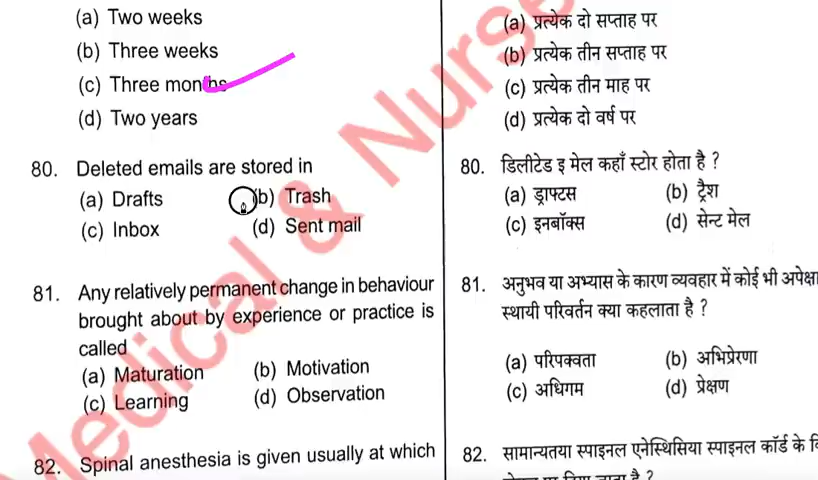 (a) Two weeks
(b) Three weeks
(c) Three months
(d) Two years
80. Deleted emails are stored in
(a) Drafts (b) Trash
(c) Inbox (d) Sent mail
81. Any relatively permanent change in behaviour
brought about by experience or practice is
called
(a) Maturation (b) Motivation
(c) Learning (d) Observation
82. Spinal anesthesia is given usually at which
(a) प्रत्येक दो सप्ताह पर
(b) प्रत्येक तीन सप्ताह पर
(c) प्रत्येक तीन माह पर
(d) प्रत्येक दो वर्ष पर
80. डिलीटेड इ मेल कहाँ स्टोर होता है ?
(a) ड्राफ्टस (b) ट्रैश
(c) इनबॉक्स (d) सेन्ट मेल
81. अनुभव या अभ्यास के कारण व्यवहार में कोई भी अपेक्षा
स्थायी परिवर्तन क्या कहलाता है ?
(a) परिपक्वता (b) अभिप्रेरणा
(c) अधिगम (d) प्रेक्षण
82. सामान्यतया स्पाइनल एनेस्थिसिया स्पाइनल कॉर्ड के
Medical & Nurse